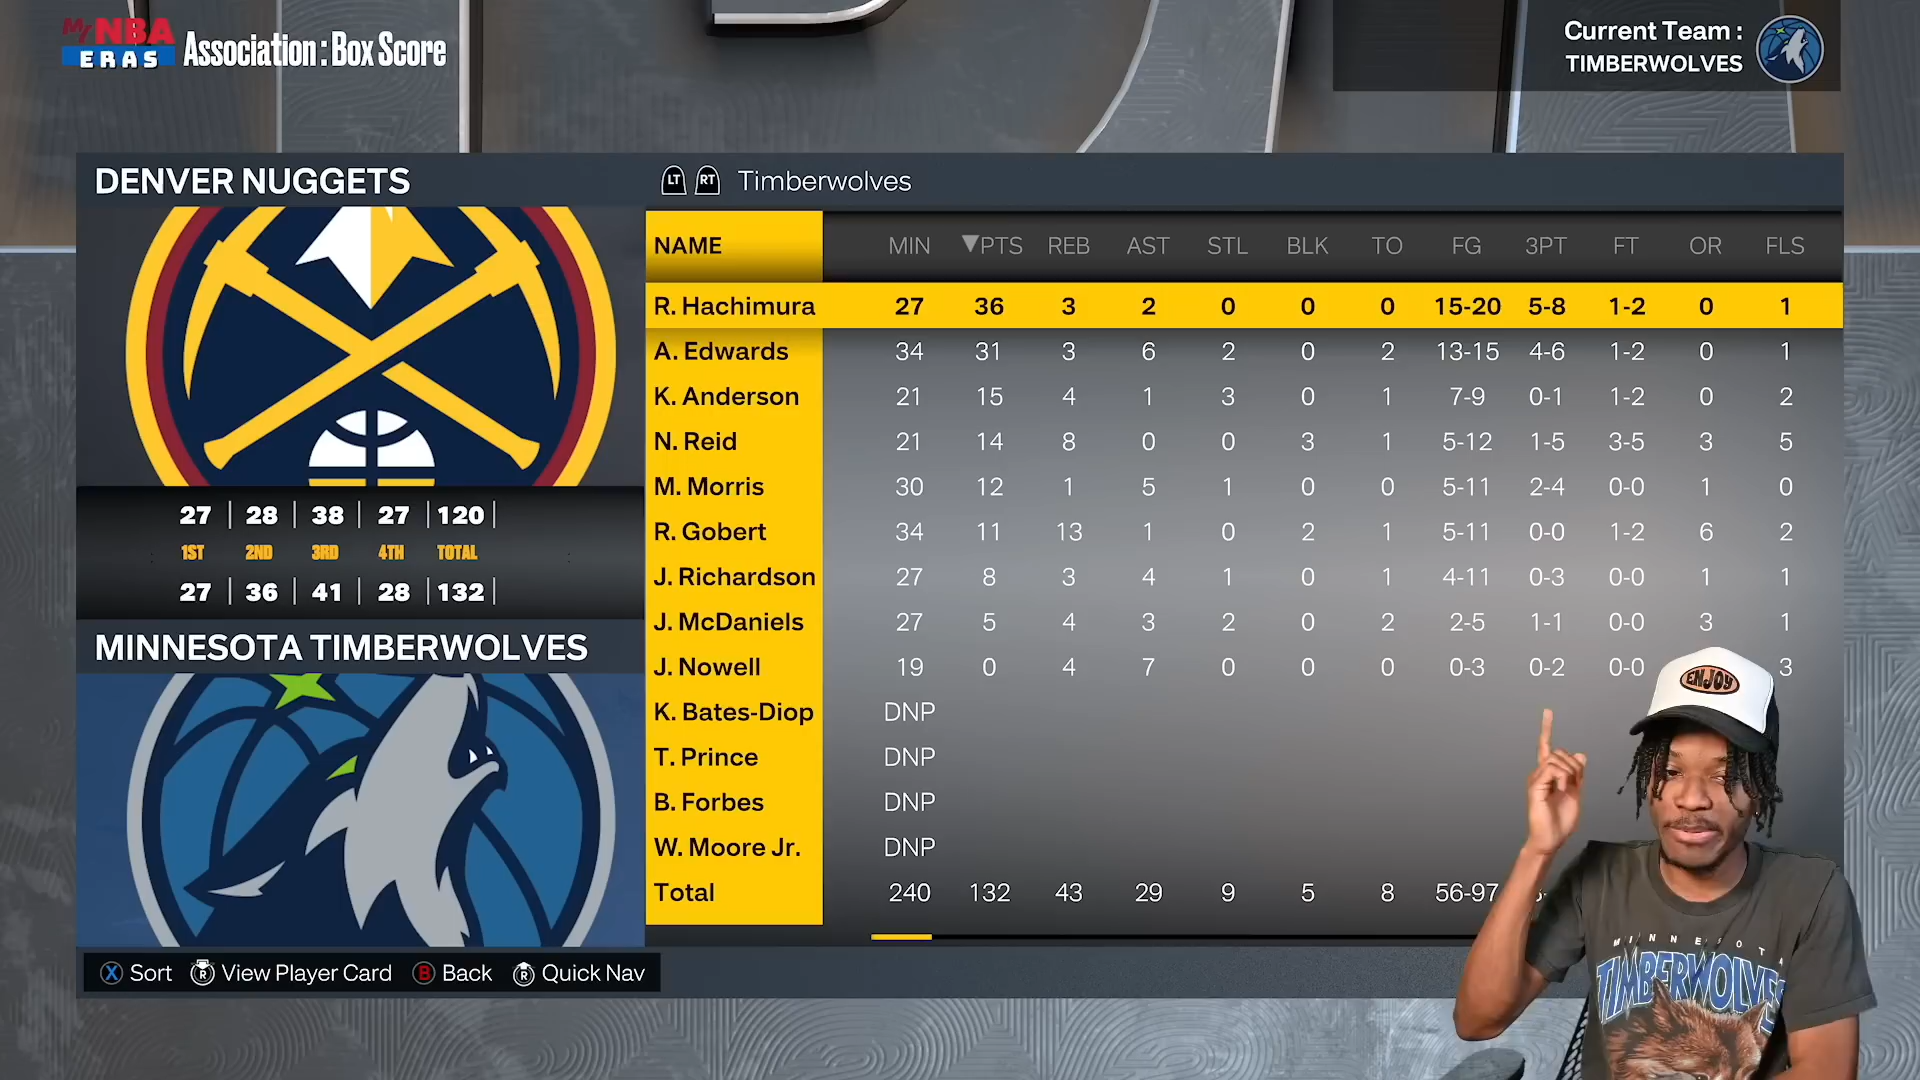 MyNBA
ERAS
Association : Box Score
Current Team :
TIMBERWOLVES
DENVER NUGGETS
27 | 28 | 38 | 27 | 120 |
1ST 2ND 3RD 4TH TOTAL
27 | 36 | 41 | 28 | 132 |
MINNESOTA TIMBERWOLVES
LT RT Timberwolves
NAME MIN ▼PTS REB AST STL BLK TO FG 3PT FT OR FLS
R. Hachimura 27 36 3 2 0 0 0 15-20 5-8 1-2 0 1
A. Edwards 34 31 3 6 2 0 2 13-15 4-6 1-2 0 1
K. Anderson 21 15 4 1 3 0 1 7-9 0-1 1-2 0 2
N. Reid 21 14 8 0 0 3 1 5-12 1-5 3-5 3 5
M. Morris 30 12 1 5 1 0 0 5-11 2-4 0-0 1 0
R. Gobert 34 11 13 1 0 2 1 5-11 0-0 1-2 6 2
J. Richardson 27 8 3 4 1 0 1 4-11 0-3 0-0 1 1
J. McDaniels 27 5 4 3 2 0 2 2-5 1-1 0-0 3 1
J. Nowell 19 0 4 7 0 0 0 0-3 0-2 0-0 3
K. Bates-Diop DNP
T. Prince DNP
B. Forbes DNP
W. Moore Jr. DNP
Total 240 132 43 29 9 5 8 56-97
X Sort R View Player Card B Back R Quick Nav
ENJOY
MINNESOTA
TIMBERWOLVES